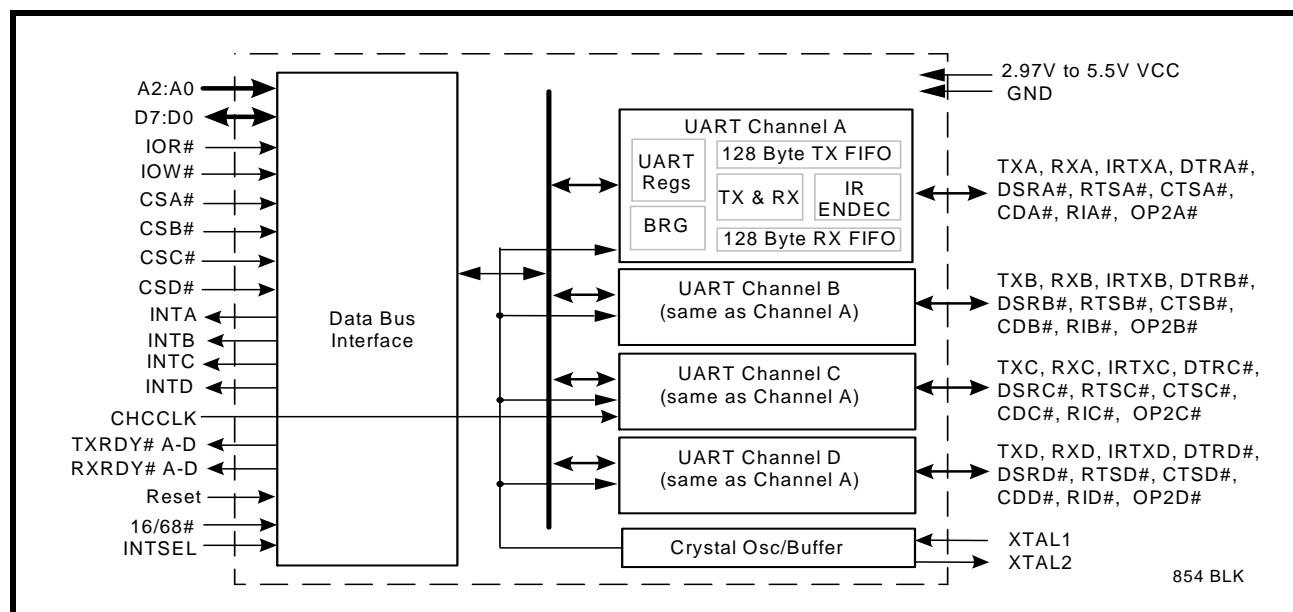 A2:A0
D7:D0
IOR#
IOW#
CSA#
CSB#
CSC#
CSD#
INTA
INTB
INTC
INTD
CHCCLK
TXRDY# A-D
RXRDY# A-D
Reset
16/68#
INTSEL
Data Bus
Interface
UART Channel A
UART
Regs
BRG
128 Byte TX FIFO
TX & RX
IR
ENDEC
128 Byte RX FIFO
UART Channel B
(same as Channel A)
UART Channel C
(same as Channel A)
UART Channel D
(same as Channel A)
Crystal Osc/Buffer
2.97V to 5.5V VCC
GND
TXA, RXA, IRTXA, DTRA#,
DSRA#, RTSA#, CTSA#,
CDA#, RIA#, OP2A#
TXB, RXB, IRTXB, DTRB#,
DSRB#, RTSB#, CTSB#,
CDB#, RIB#, OP2B#
TXC, RXC, IRTXC, DTRC#,
DSRC#, RTSC#, CTSC#,
CDC#, RIC#, OP2C#
TXD, RXD, IRTXD, DTRD#,
DSRD#, RTSD#, CTSD#,
CDD#, RID#, OP2D#
XTAL1
XTAL2
854 BLK